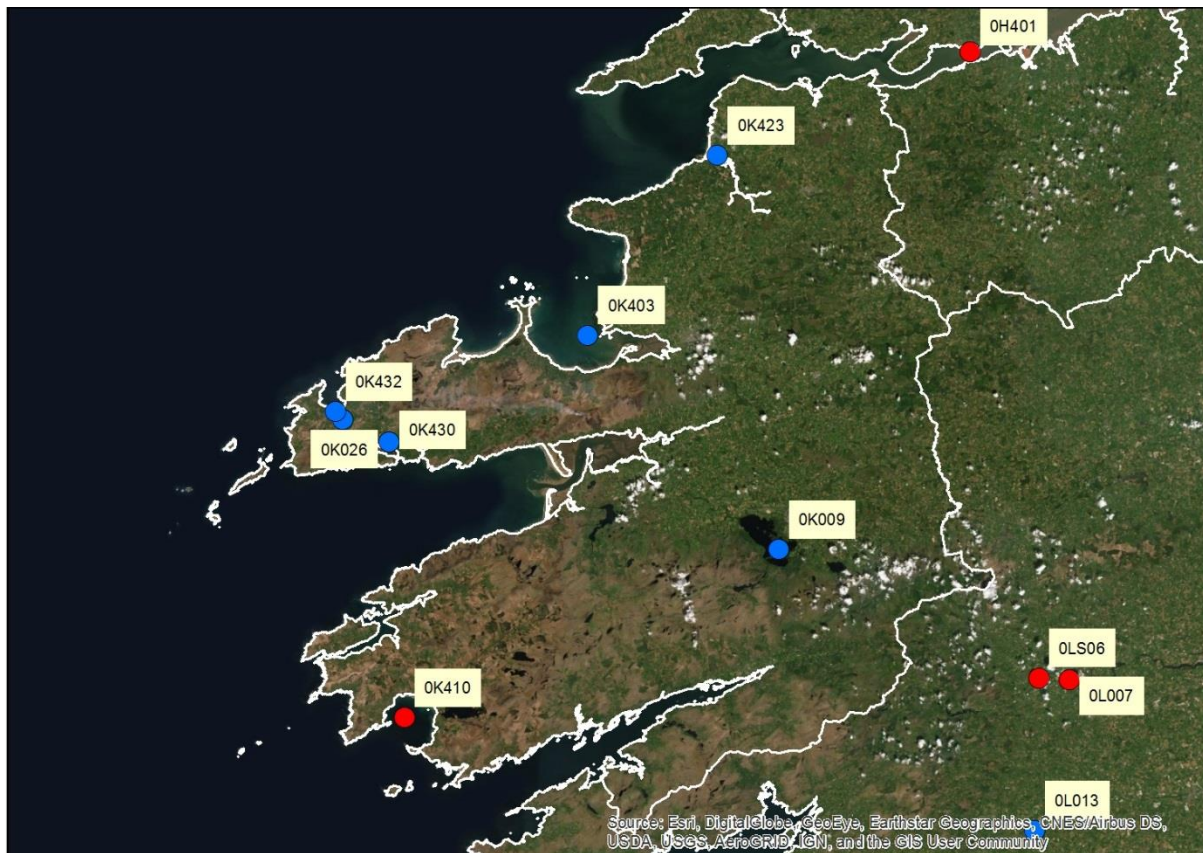 0H401
0K423
0K403
0K432
0K430
0K026
0K009
0LS06
0K410
0L007
0L013
Source: Esri, DigitalGlobe, GeoEye, Earthstar Geographics, CNES/Airbus DS,
USDA, USGS, AeroGRID, IGN, and the GIS User Community